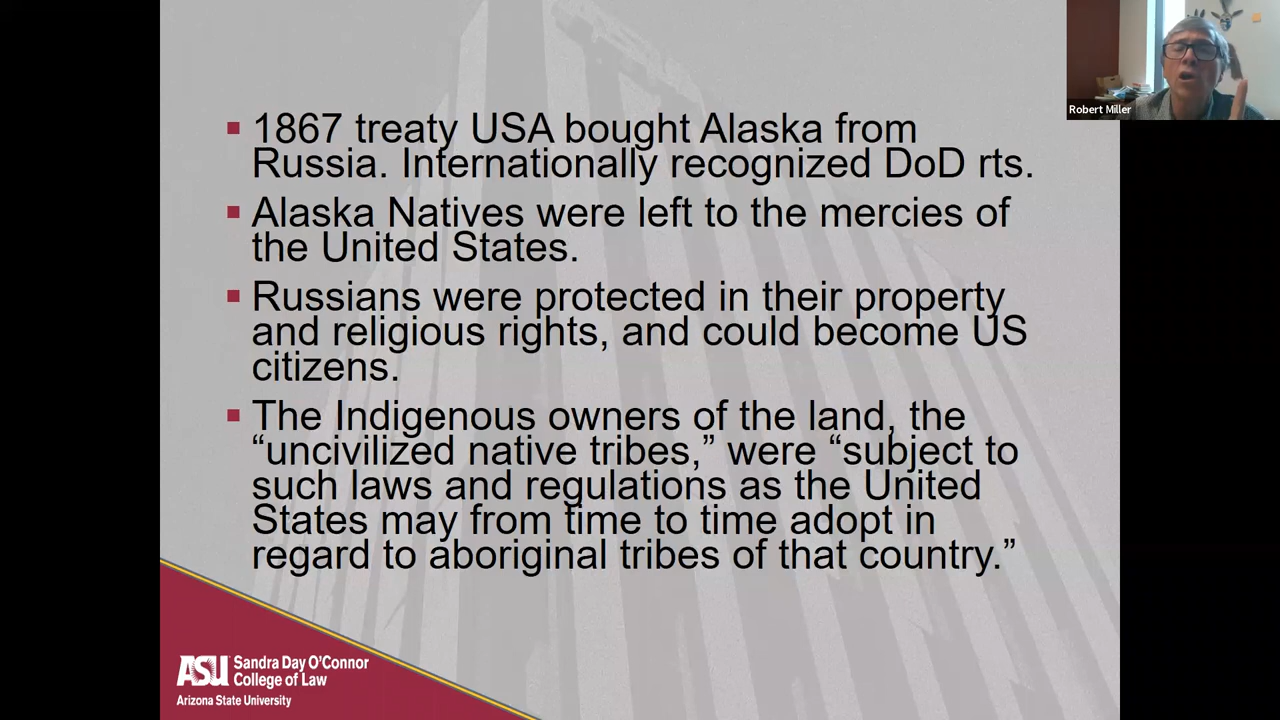 ▪ 1867 treaty USA bought Alaska from
Russia. Internationally recognized DoD rts.
▪ Alaska Natives were left to the mercies of
the United States.
▪ Russians were protected in their property
and religious rights, and could become US
citizens.
▪ The Indigenous owners of the land, the
“uncivilized native tribes,” were “subject to
such laws and regulations as the United
States may from time to time adopt in
regard to aboriginal tribes of that country.”
Robert Miller
ASU Sandra Day O’Connor
College of Law
Arizona State University